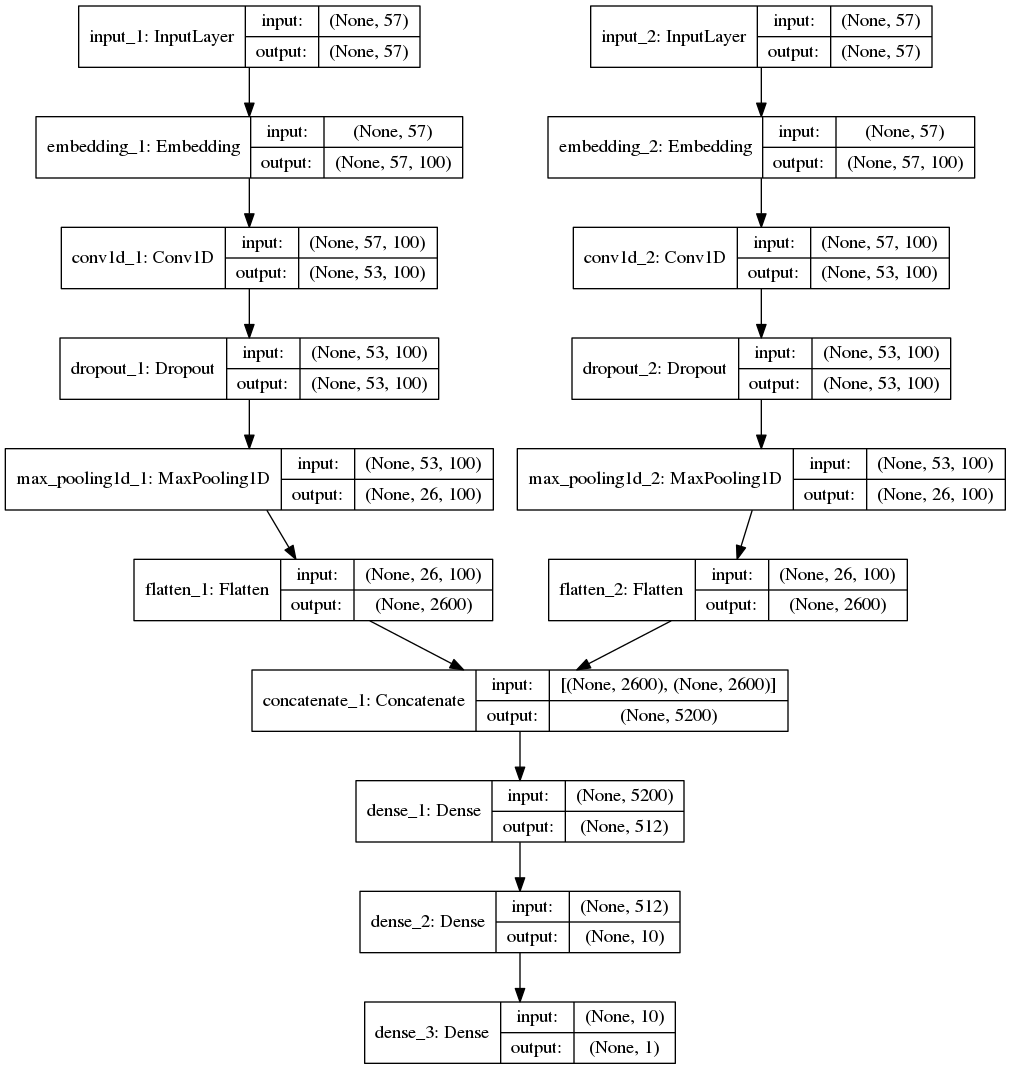 input_1: InputLayer
input: (None, 57)
output: (None, 57)
input_2: InputLayer
input: (None, 57)
output: (None, 57)
embedding_1: Embedding
input: (None, 57)
output: (None, 57, 100)
embedding_2: Embedding
input: (None, 57)
output: (None, 57, 100)
conv1d_1: Conv1D
input: (None, 57, 100)
output: (None, 53, 100)
conv1d_2: Conv1D
input: (None, 57, 100)
output: (None, 53, 100)
dropout_1: Dropout
input: (None, 53, 100)
output: (None, 53, 100)
dropout_2: Dropout
input: (None, 53, 100)
output: (None, 53, 100)
max_pooling1d_1: MaxPooling1D
input: (None, 53, 100)
output: (None, 26, 100)
max_pooling1d_2: MaxPooling1D
input: (None, 53, 100)
output: (None, 26, 100)
flatten_1: Flatten
input: (None, 26, 100)
output: (None, 2600)
flatten_2: Flatten
input: (None, 26, 100)
output: (None, 2600)
concatenate_1: Concatenate
input: [(None, 2600), (None, 2600)]
output: (None, 5200)
dense_1: Dense
input: (None, 5200)
output: (None, 512)
dense_2: Dense
input: (None, 512)
output: (None, 10)
dense_3: Dense
input: (None, 10)
output: (None, 1)